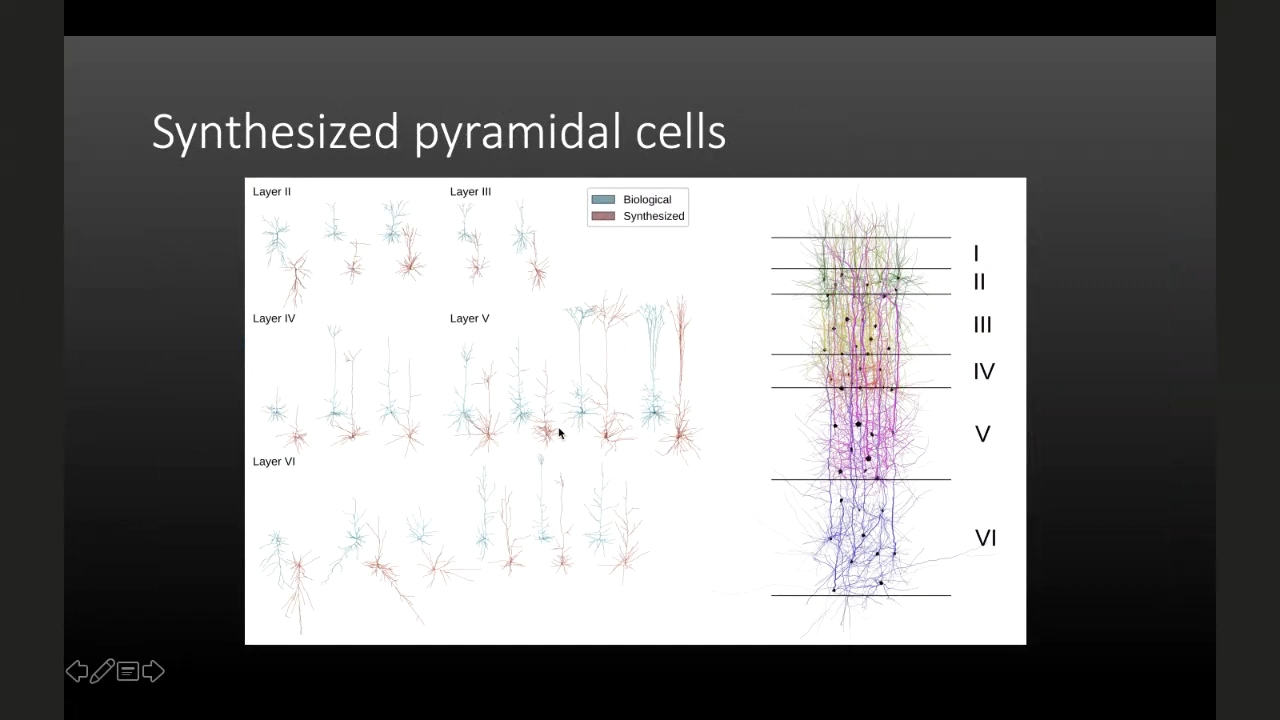 Synthesized pyramidal cells
Layer II
Layer III
Biological
Synthesized
Layer IV
Layer V
Layer VI
I
II
III
IV
V
VI